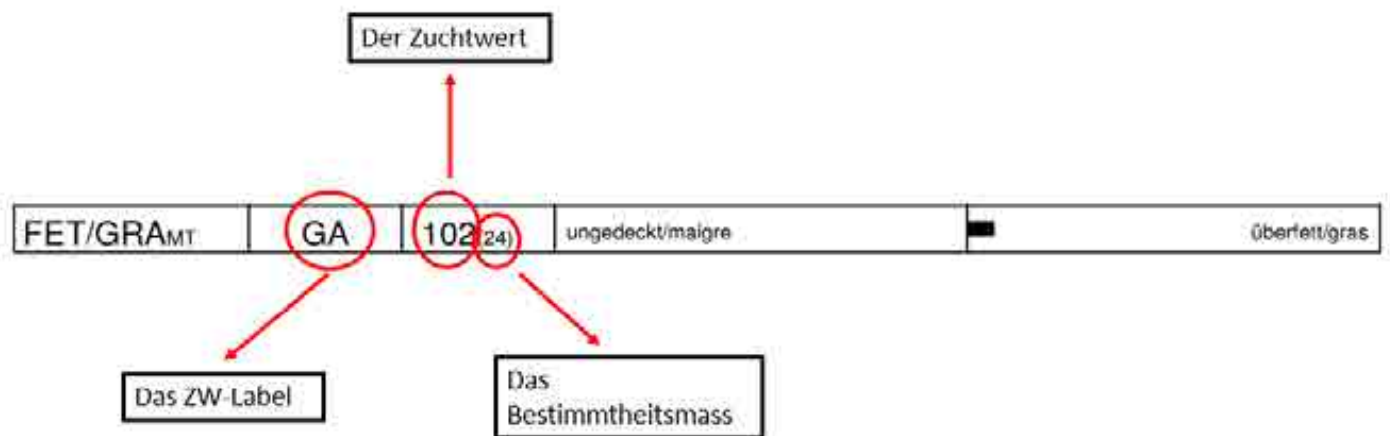 Der Zuchtwert
FET/GRAMT GA 102(24) ungedeckt/maigre überfett/gras
Das ZW-Label
Das
Bestimmtheitsmass